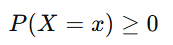 P(X = x) ≥ 0